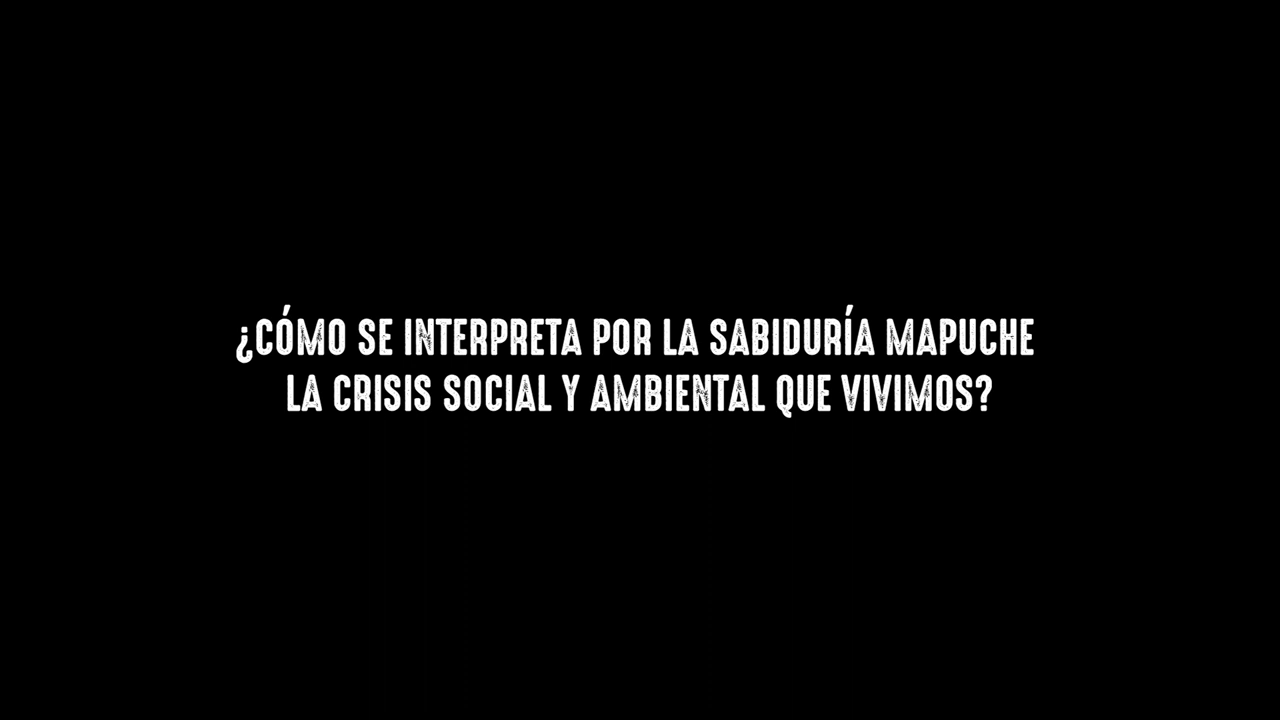 ¿CÓMO SE INTERPRETA POR LA SABIDURÍA MAPUCHE
LA CRISIS SOCIAL Y AMBIENTAL QUE VIVIMOS?